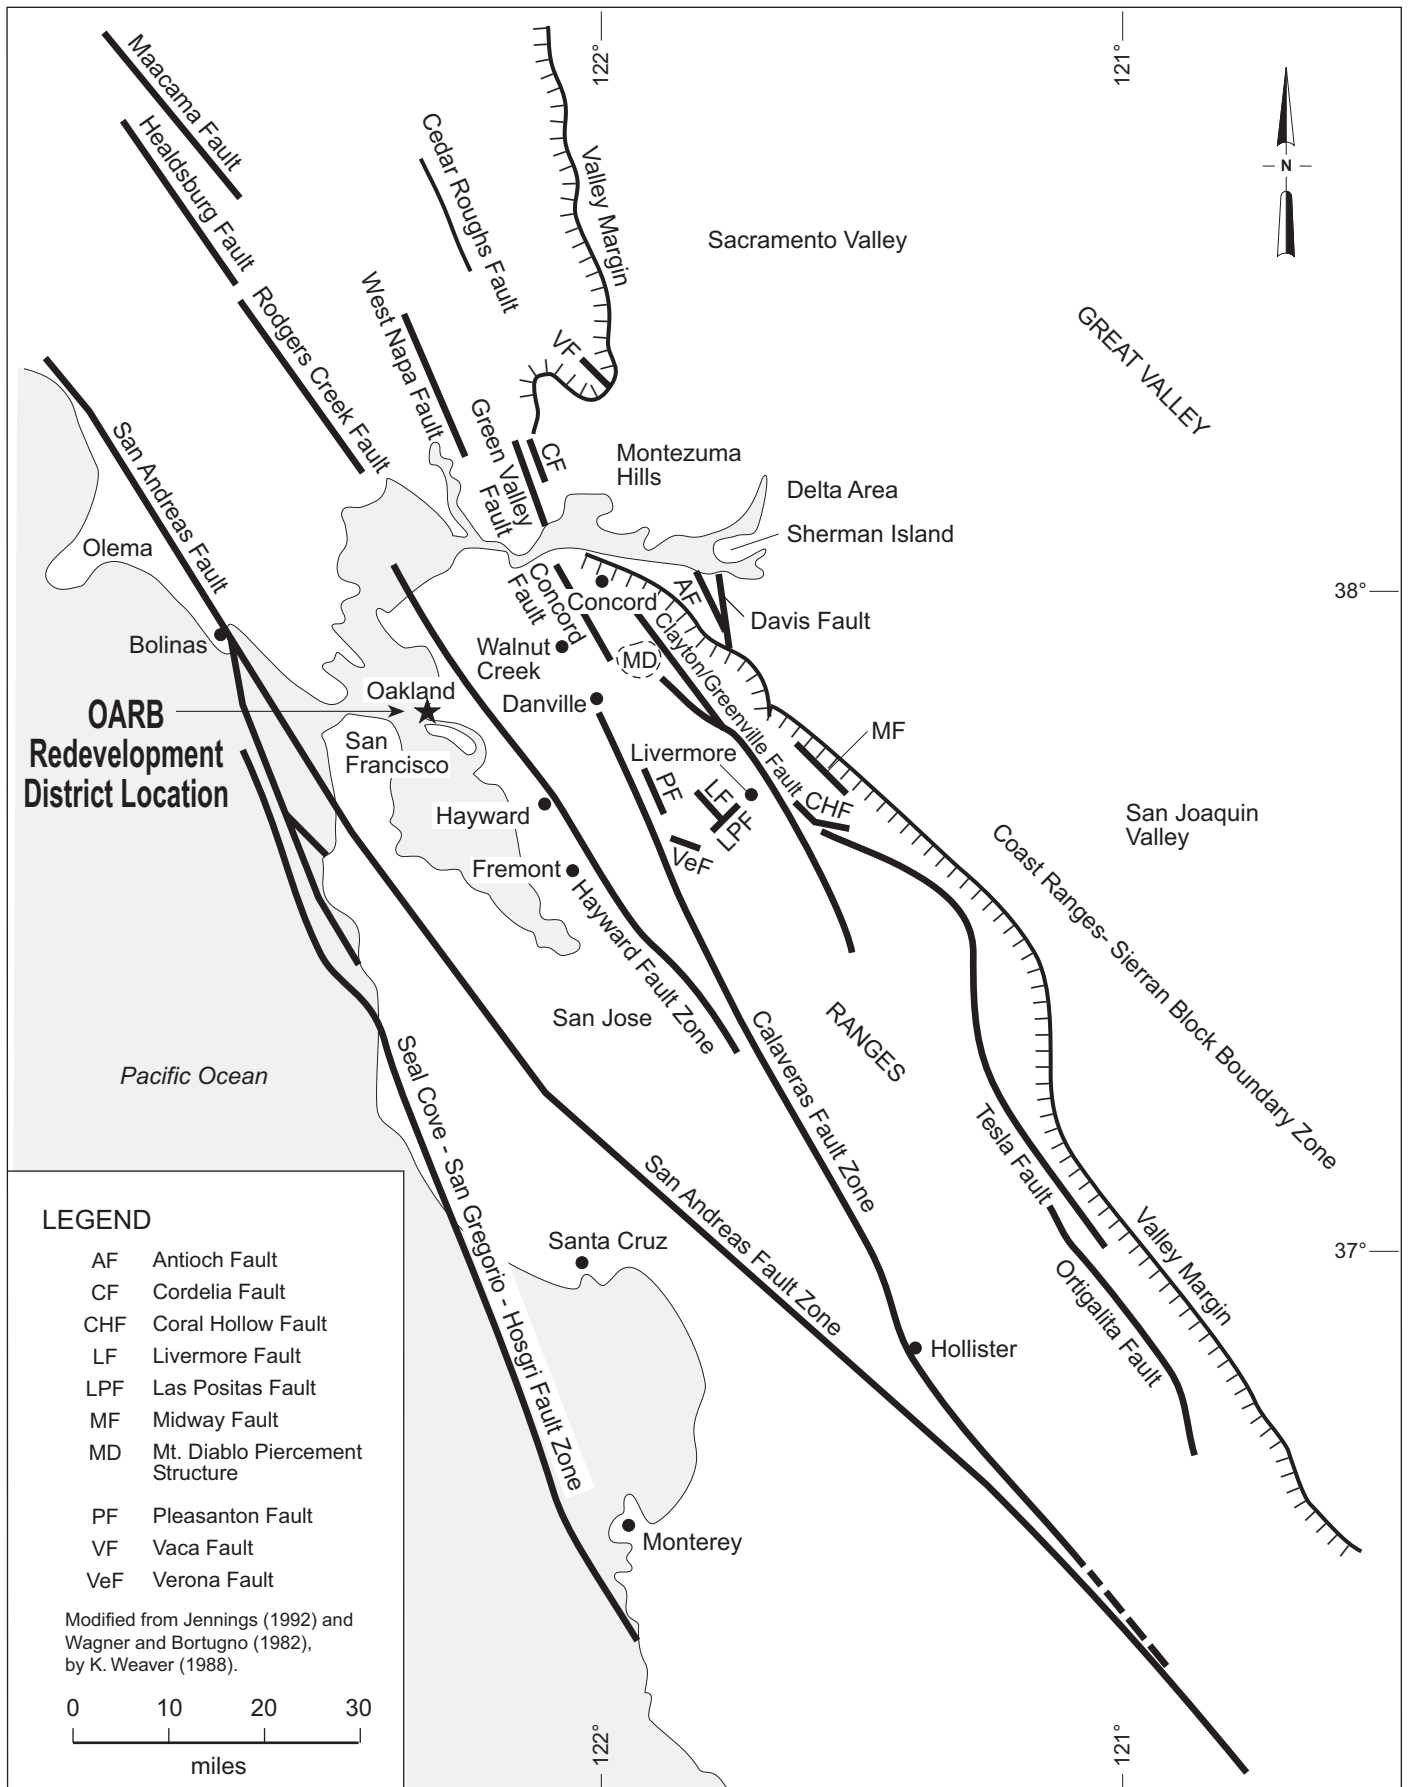 122°
121°
Maacama Fault
Healdsburg Fault
Cedar Roughs Fault
Valley Margin
N
Sacramento Valley
Rodgers Creek Fault
West Napa Fault
VF
GREAT VALLEY
San Andreas Fault
Green Valley
Fault
CF
Montezuma
Hills
Delta Area
Sherman Island
Olema
38°
Concord
Fault
Concord
AF
Davis Fault
Bolinas
Walnut
Creek
MD
Clayton/Greenville Fault
Oakland
Danville
OARB
Redevelopment
District Location
San
Francisco
Livermore
MF
PF
LF
LPF
CHF
Hayward
VeF
San Joaquin
Valley
Fremont
Hayward Fault Zone
Coast Ranges- Sierran Block Boundary Zone
San Jose
RANGES
Pacific Ocean
Calaveras Fault Zone
Seal Cove - San Gregorio - Hosgri Fault Zone
Tesla Fault
San Andreas Fault Zone
Santa Cruz
Valley Margin
37°
Ortigalita Fault
Hollister
Monterey
LEGEND
AF Antioch Fault
CF Cordelia Fault
CHF Coral Hollow Fault
LF Livermore Fault
LPF Las Positas Fault
MF Midway Fault
MD Mt. Diablo Piercement
Structure
PF Pleasanton Fault
VF Vaca Fault
VeF Verona Fault
Modified from Jennings (1992) and
Wagner and Bortugno (1982),
by K. Weaver (1988).
0 10 20 30
miles
122°
121°